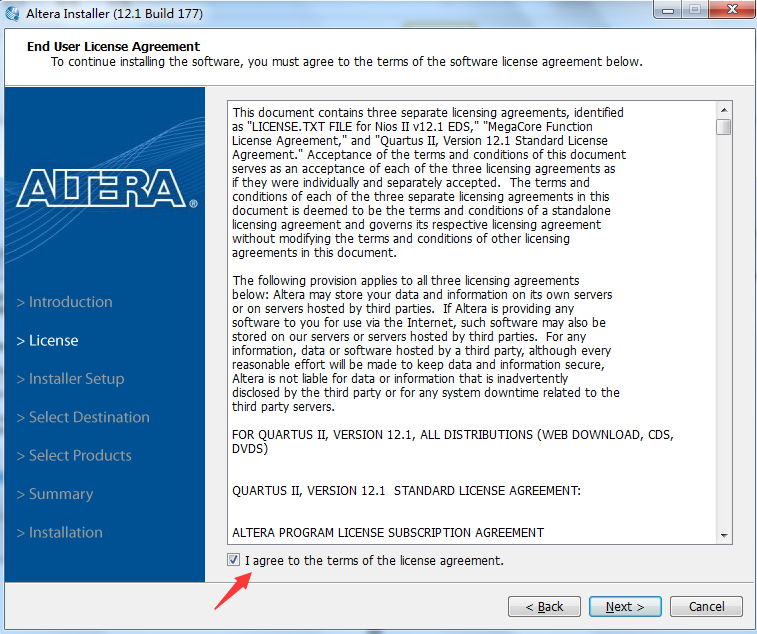 Altera Installer (12.1 Build 177)
End User License Agreement
To continue installing the software, you must agree to the terms of the software license agreement below.
ALTERA®
> Introduction
> License
> Installer Setup
> Select Destination
> Select Products
> Summary
> Installation
This document contains three separate licensing agreements, identified
as "LICENSE.TXT FILE for Nios II v12.1 EDS," "MegaCore Function
License Agreement," and "Quartus II, Version 12.1 Standard License
Agreement." Acceptance of the terms and conditions of this document
serves as an acceptance of each of the three licensing agreements as
if they were individually and separately accepted.  The terms and
conditions of each of the three separate licensing agreements in this
document is deemed to be the terms and conditions of a standalone
licensing agreement and governs its respective licensing agreement
without modifying the terms and conditions of other licensing
agreements in this document.
The following provision applies to all three licensing agreements
below: Altera may store your data and information on its own servers
or on servers hosted by third parties.  If Altera is providing any
software to you for use via the Internet, such software may also be
stored on our servers or servers hosted by third parties.  For any
information, data or software hosted by a third party, although every
reasonable effort will be made to keep data and information secure,
Altera is not liable for data or information that is inadvertently
disclosed by the third party or for any system downtime related to the
third party servers.
FOR QUARTUS II, VERSION 12.1, ALL DISTRIBUTIONS (WEB DOWNLOAD, CDS,
DVDS)
QUARTUS II, VERSION 12.1  STANDARD LICENSE AGREEMENT:
ALTERA PROGRAM LICENSE SUBSCRIPTION AGREEMENT
I agree to the terms of the license agreement.
< Back
Next >
Cancel